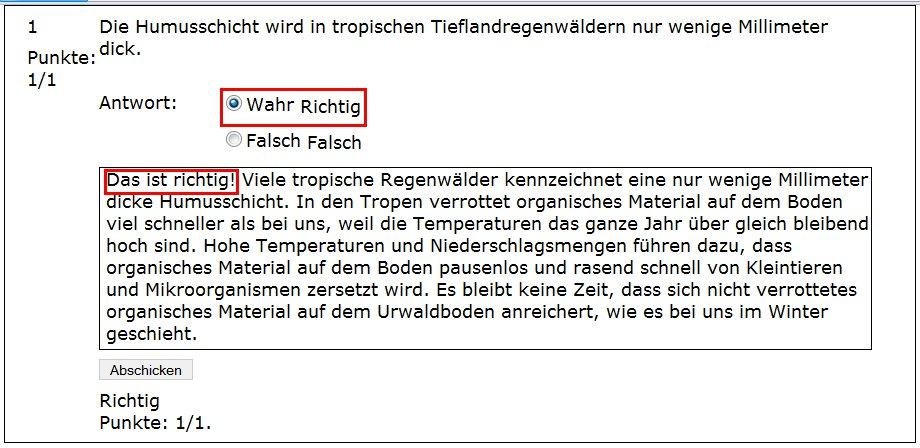 1 Die Humusschicht wird in tropischen Tieflandregenwäldern nur wenige Millimeter
dick.
Punkte:
1/1
Antwort: Wahr Richtig
Falsch Falsch
Das ist richtig! Viele tropische Regenwälder kennzeichnet eine nur wenige Millimeter
dicke Humusschicht. In den Tropen verrottet organisches Material auf dem Boden
viel schneller als bei uns, weil die Temperaturen das ganze Jahr über gleich bleibend
hoch sind. Hohe Temperaturen und Niederschlagsmengen führen dazu, dass
organisches Material auf dem Boden pausenlos und rasend schnell von Kleintieren
und Mikroorganismen zersetzt wird. Es bleibt keine Zeit, dass sich nicht verrottetes
organisches Material auf dem Urwaldboden anreichert, wie es bei uns im Winter
geschieht.
Abschicken
Richtig
Punkte: 1/1.